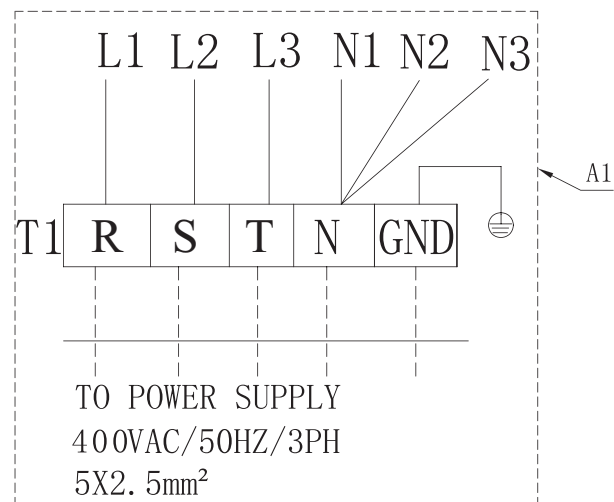 L1 L2 L3 N1 N2 N3
A1
T1 R S T N GND
TO POWER SUPPLY
400VAC/50HZ/3PH
5X2.5mm²